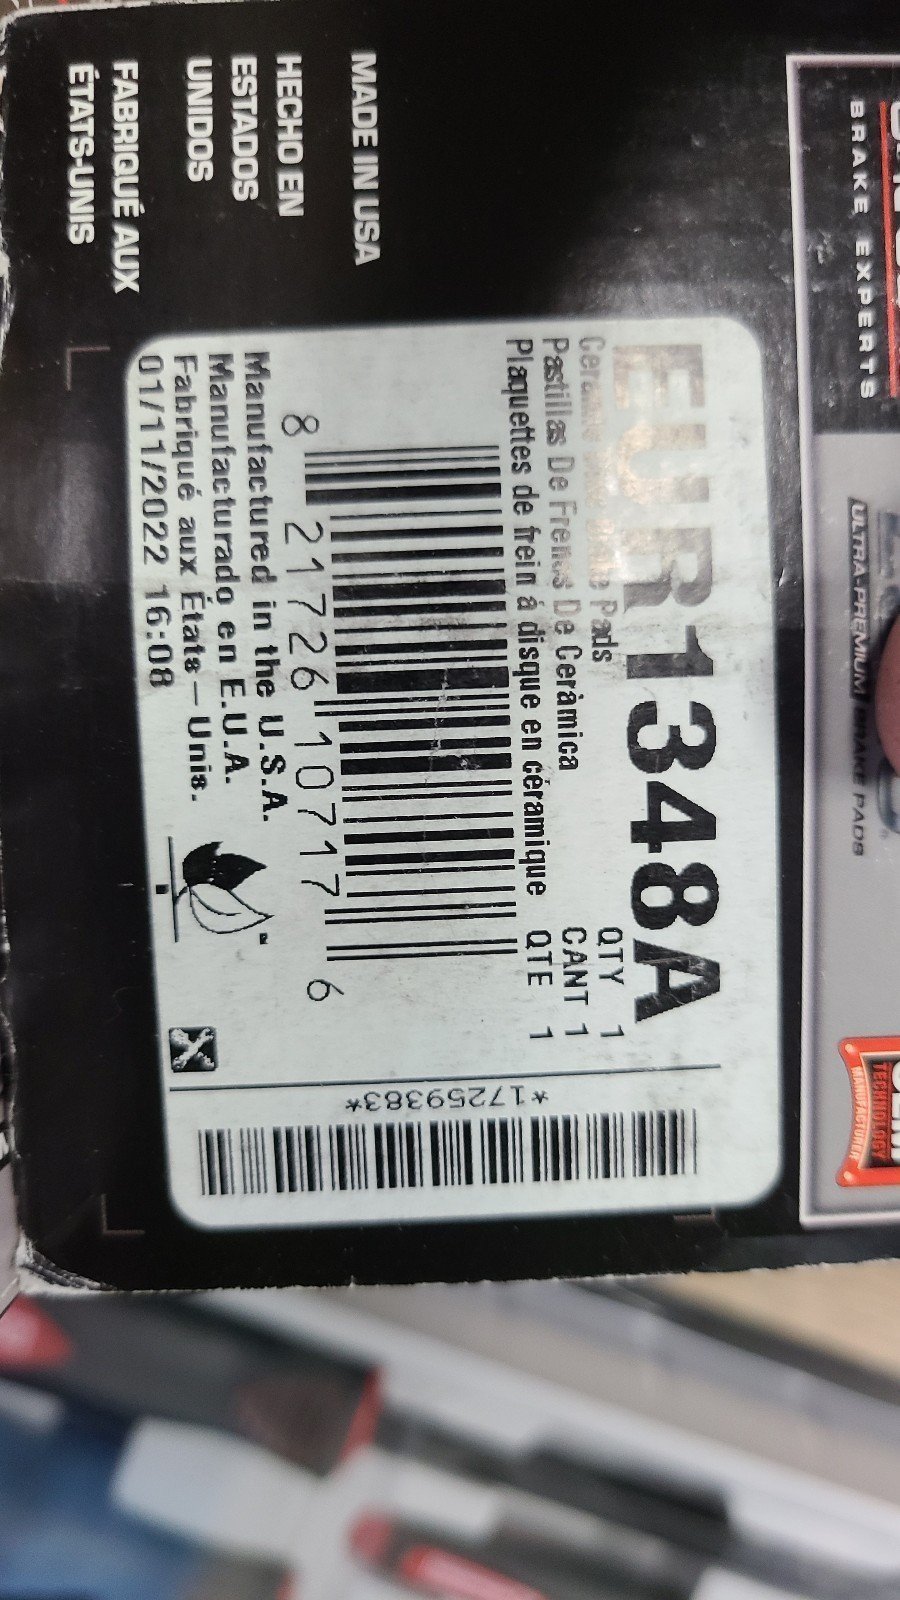 MADE IN USA
HECHO EN
ESTADOS
UNIDOS
FABRIQUÉ AUX
ÉTATS-UNIS
BRAKE EXPERTS
ULTRA-PREMIUM BRAKE PADS
EUR1348A
Pads QTY 1
Pastillas De Frenos De Cerámica CANT 1
Plaquettes de frein á disque en céramique QTE 1
8 21726 10717 6
Manufactured in the U.S.A.
Manufacturado en E.U.A.
Fabriqué aux États-Unis.
01/11/2022 16:08
*17259383*
TECHNOLOGY
MANUFACTURER